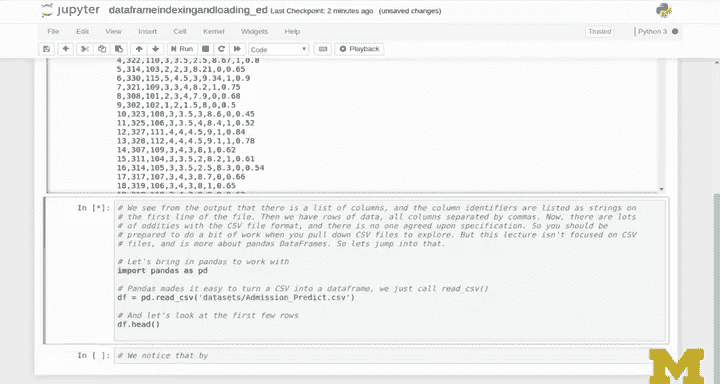 jupyter dataframeindexingandloading_ed Last Checkpoint: 2 minutes ago (unsaved changes)
File Edit View Insert Cell Kernel Widgets Help Trusted Python 3
Run Code Playback
4,322,110,3,3.5,2.5,8.67,1,0.8
5,314,103,2,2,3,8.21,0,0.65
6,330,115,5,4.5,3,9.34,1,0.9
7,321,109,3,3,4,8.2,1,0.75
8,308,101,2,3,4,7.9,0,0.68
9,302,102,1,2,1.5,8,0,0.5
10,323,108,3,3.5,3,8.6,0,0.45
11,325,106,3,3.5,4,8.4,1,0.52
12,327,111,4,4,4.5,9,1,0.84
13,328,112,4,4,4.5,9.1,1,0.78
14,307,109,3,4,3,8,1,0.62
15,311,104,3,3.5,2,8.2,1,0.61
16,314,105,3,3.5,2.5,8.3,0,0.54
17,317,107,3,4,3,8.7,0,0.66
18,319,106,3,4,3,8,1,0.65
In [*]: # We see from the output that there is a list of columns, and the column identifiers are listed as strings on
# the first line of the file. Then we have rows of data, all columns separated by commas. Now, there are lots
# of oddities with the CSV file format, and there is no one agreed upon specification. So you should be
# prepared to do a bit of work when you pull down CSV files to explore. But this lecture isn't focused on CSV
# files, and is more about pandas DataFrames. So lets jump into that.
# Let's bring in pandas to work with
import pandas as pd
# Pandas makes it easy to turn a CSV into a dataframe, we just call read_csv()
df = pd.read_csv('datasets/Admission_Predict.csv')
# And let's look at the first few rows
df.head()
In [ ]: # We notice that by
M